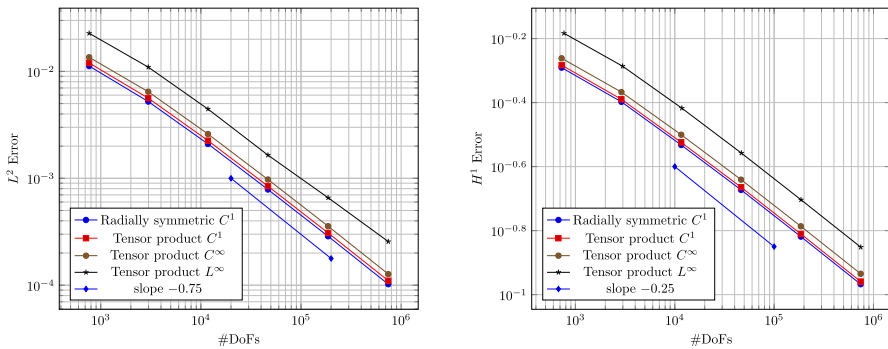 10^{-2}
10^{-3}
10^{-4}
L^2 Error
10^3
10^4
10^5
10^6
#DoFs
Radially symmetric C^1
Tensor product C^1
Tensor product C^∞
Tensor product L^∞
slope −0.75
10^{−0.2}
10^{−0.4}
10^{−0.6}
10^{−0.8}
10^{−1}
H^1 Error
10^3
10^4
10^5
10^6
#DoFs
Radially symmetric C^1
Tensor product C^1
Tensor product C^∞
Tensor product L^∞
slope −0.25